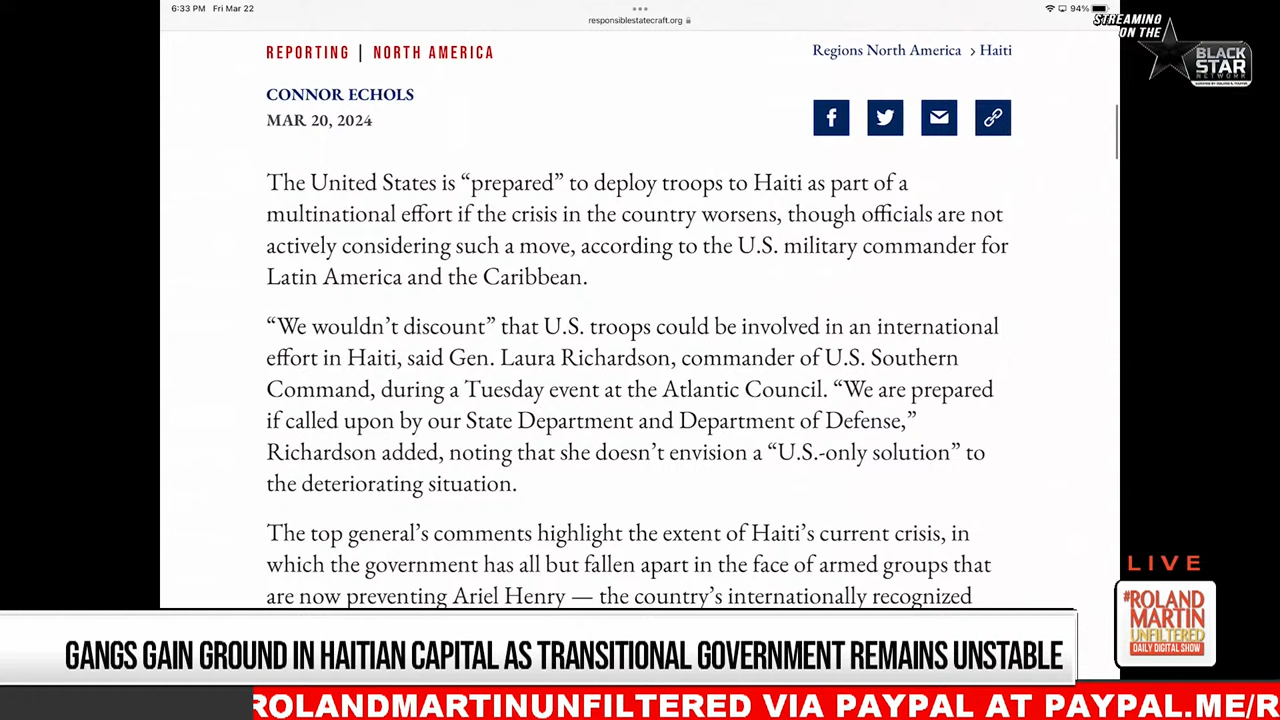 6:33 PM Fri Mar 22
94%
responsiblestatecraft.org
STREAMING
ON THE
BLACK
STAR
NETWORK
REPORTING | NORTH AMERICA
Regions North America › Haiti
CONNOR ECHOLS
MAR 20, 2024
The United States is “prepared” to deploy troops to Haiti as part of a
multinational effort if the crisis in the country worsens, though officials are not
actively considering such a move, according to the U.S. military commander for
Latin America and the Caribbean.
“We wouldn’t discount” that U.S. troops could be involved in an international
effort in Haiti, said Gen. Laura Richardson, commander of U.S. Southern
Command, during a Tuesday event at the Atlantic Council. “We are prepared
if called upon by our State Department and Department of Defense,”
Richardson added, noting that she doesn’t envision a “U.S.-only solution” to
the deteriorating situation.
The top general’s comments highlight the extent of Haiti’s current crisis, in
which the government has all but fallen apart in the face of armed groups that
are now preventing Ariel Henry — the country’s internationally recognized
LIVE
#ROLAND
MARTIN
UNFILTERED
DAILY DIGITAL SHOW
GANGS GAIN GROUND IN HAITIAN CAPITAL AS TRANSITIONAL GOVERNMENT REMAINS UNSTABLE
ROLANDMARTINUNFILTERED VIA PAYPAL AT PAYPAL.ME/R